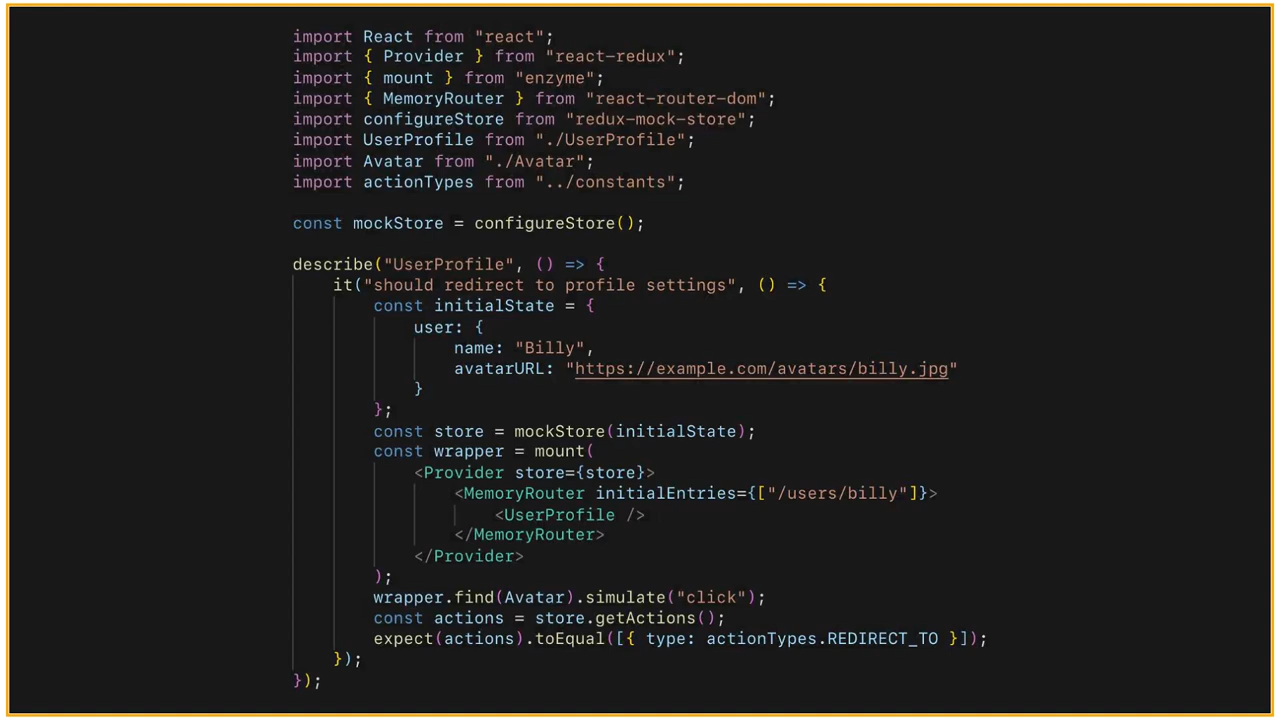 import React from "react";
import { Provider } from "react-redux";
import { mount } from "enzyme";
import { MemoryRouter } from "react-router-dom";
import configureStore from "redux-mock-store";
import UserProfile from "./UserProfile";
import Avatar from "./Avatar";
import actionTypes from "../constants";

const mockStore = configureStore();

describe("UserProfile", () => {
    it("should redirect to profile settings", () => {
        const initialState = {
            user: {
                name: "Billy",
                avatarURL: "https://example.com/avatars/billy.jpg"
            }
        };
        const store = mockStore(initialState);
        const wrapper = mount(
            <Provider store={store}>
                <MemoryRouter initialEntries={["/users/billy"]}>
                    <UserProfile />
                </MemoryRouter>
            </Provider>
        );
        wrapper.find(Avatar).simulate("click");
        const actions = store.getActions();
        expect(actions).toEqual([{ type: actionTypes.REDIRECT_TO }]);
    });
});